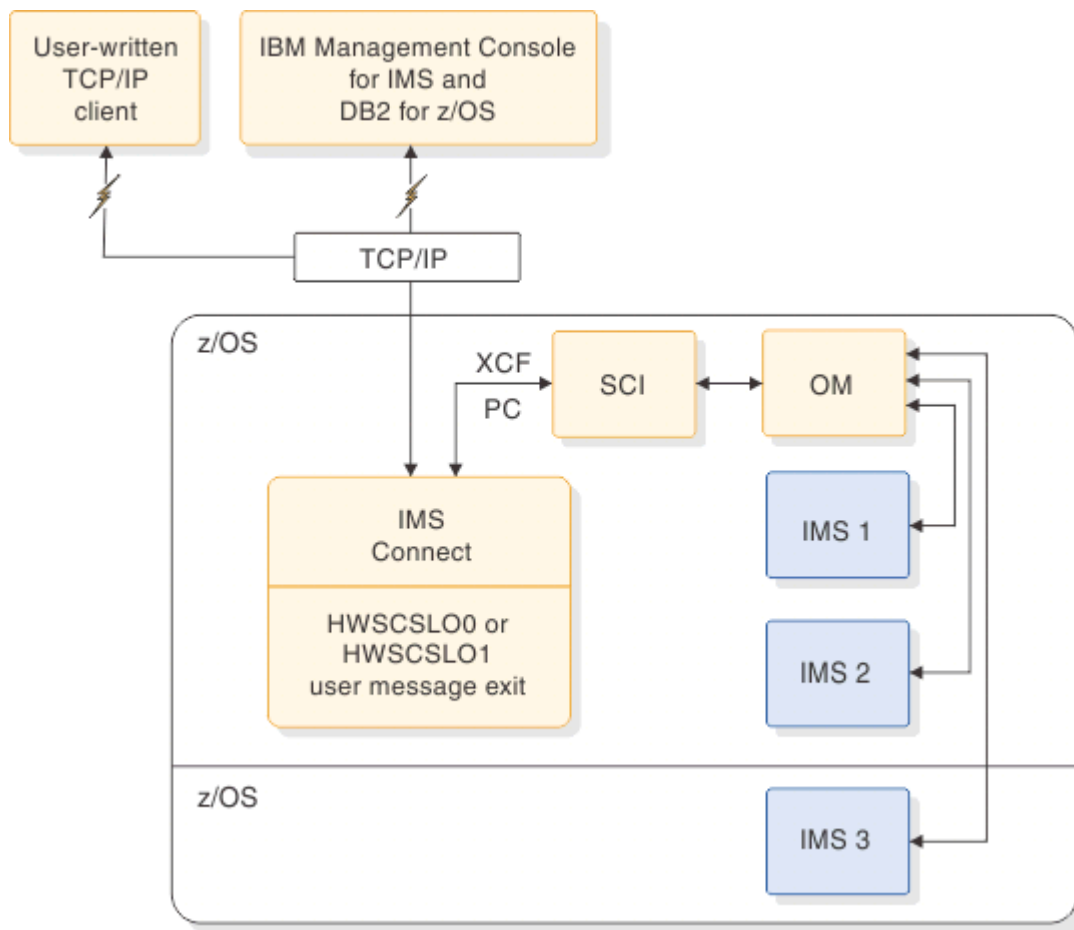 User-written
TCP/IP
client
IBM Management Console
for IMS and
DB2 for z/OS
TCP/IP
z/OS
XCF
PC
SCI
OM
IMS
Connect
HWSCSLO0 or
HWSCSLO1
user message exit
IMS 1
IMS 2
z/OS
IMS 3